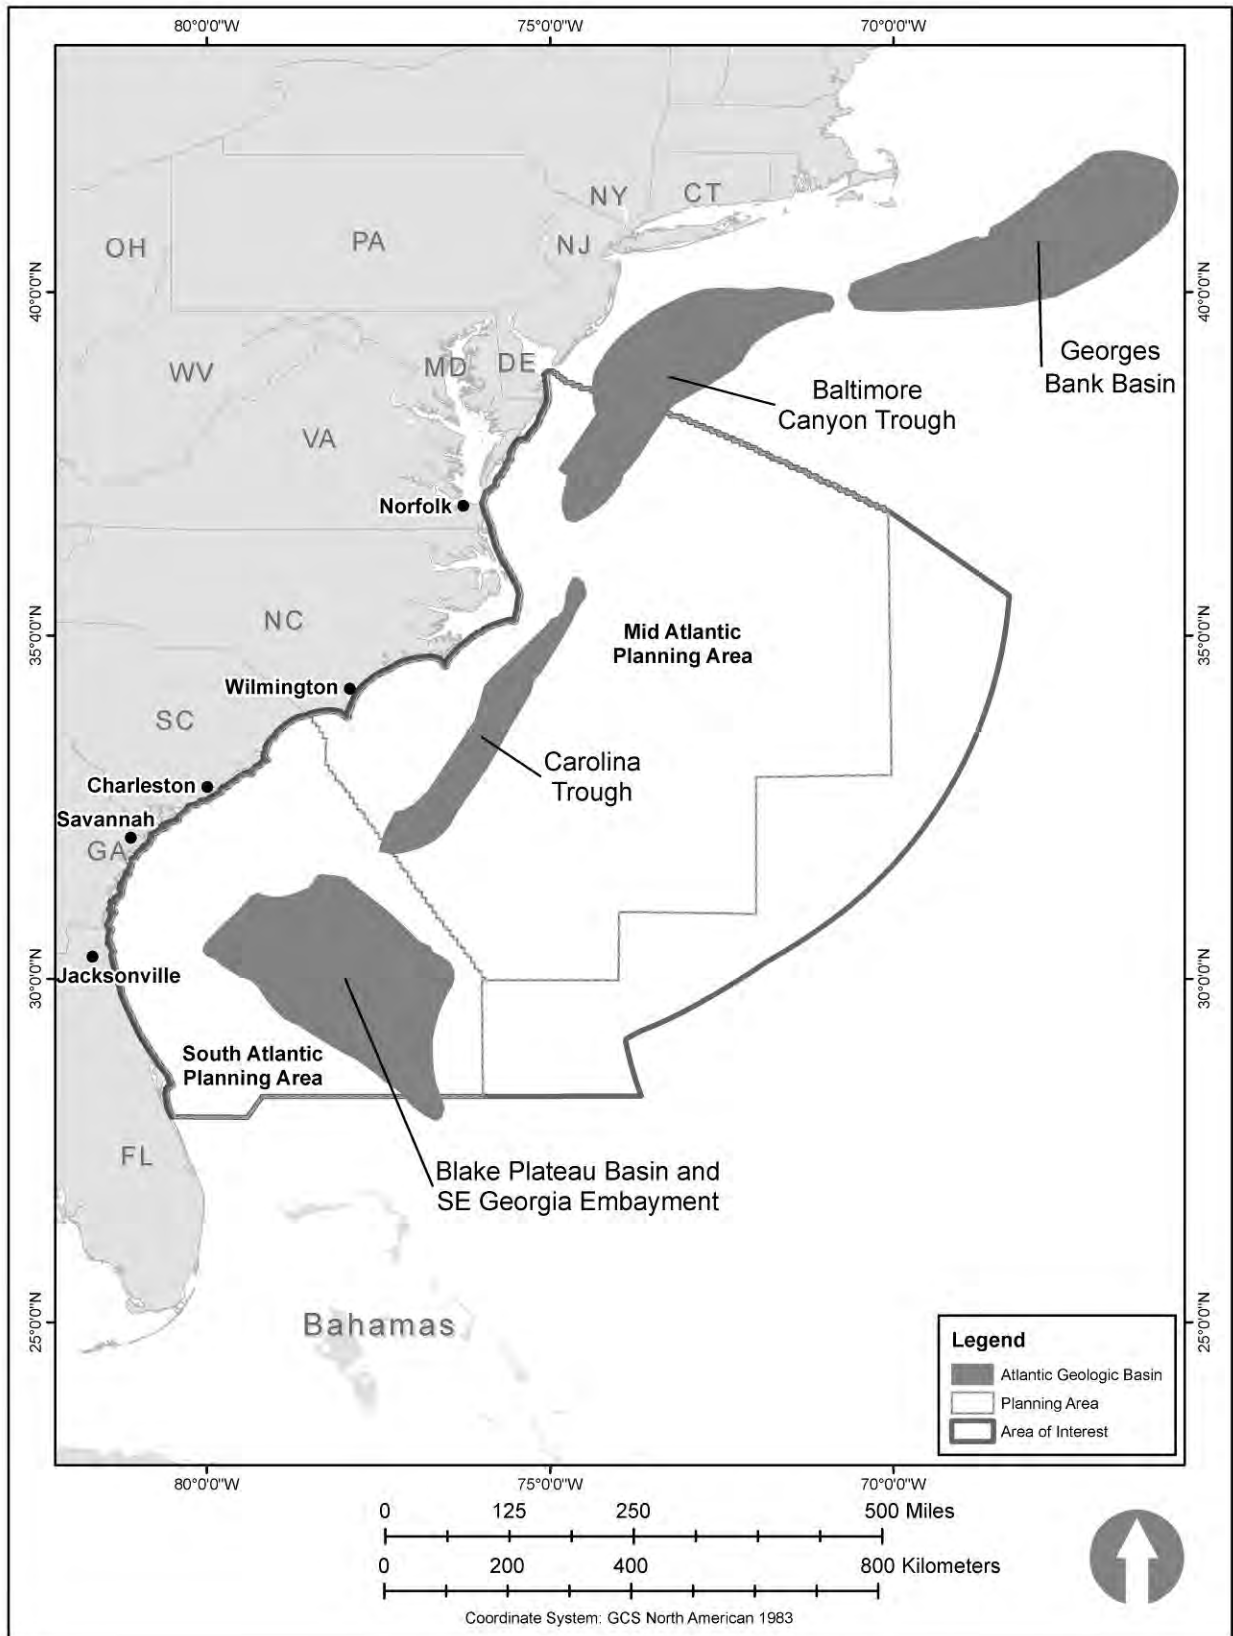 80°0'0"W
75°0'0"W
70°0'0"W
NY
CT
OH
PA
NJ
40°0'0"N
40°0'0"N
WV
MD
DE
Georges
Bank Basin
Baltimore
Canyon Trough
VA
Norfolk
NC
35°0'0"N
35°0'0"N
Mid Atlantic
Planning Area
Wilmington
SC
Carolina
Trough
Charleston
Savannah
GA
30°0'0"N
30°0'0"N
Jacksonville
South Atlantic
Planning Area
FL
Blake Plateau Basin and
SE Georgia Embayment
Bahamas
25°0'0"N
25°0'0"N
Legend
Atlantic Geologic Basin
Planning Area
Area of Interest
80°0'0"W
75°0'0"W
70°0'0"W
0 125 250 500 Miles
0 200 400 800 Kilometers
Coordinate System: GCS North American 1983